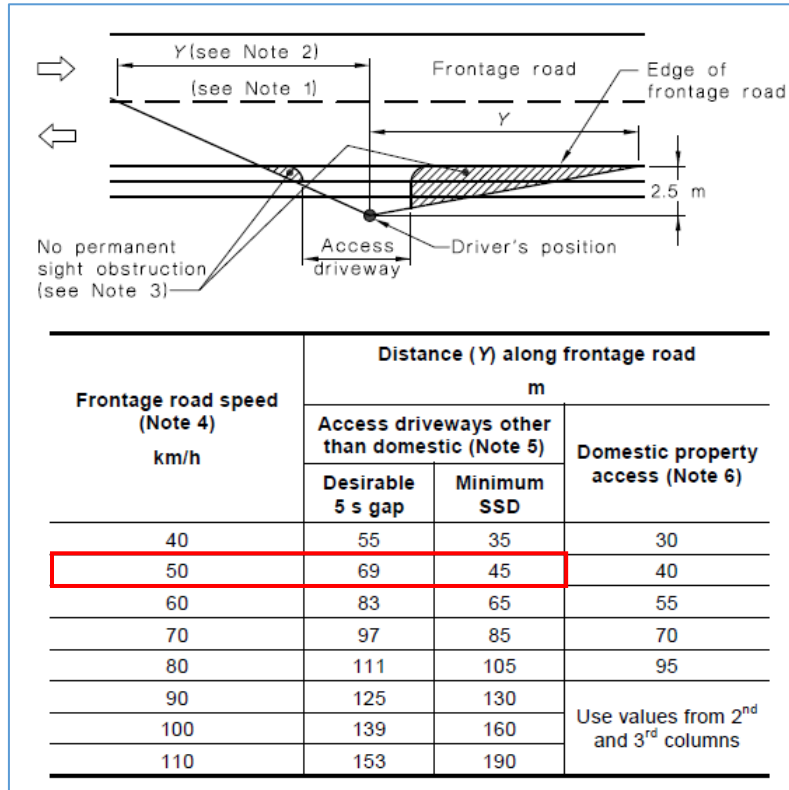 Y(see Note 2)
(see Note 1)
Frontage road
Edge of
frontage road
Y
2.5 m
No permanent
sight obstruction
(see Note 3)
Access
driveway
Driver's position
Frontage road speed
(Note 4)
km/h
Distance (Y) along frontage road
m
Access driveways other
than domestic (Note 5)
Domestic property
access (Note 6)
Desirable
5 s gap
Minimum
SSD
40 55 35 30
50 69 45 40
60 83 65 55
70 97 85 70
80 111 105 95
90 125 130
100 139 160
110 153 190
Use values from 2nd
and 3rd columns